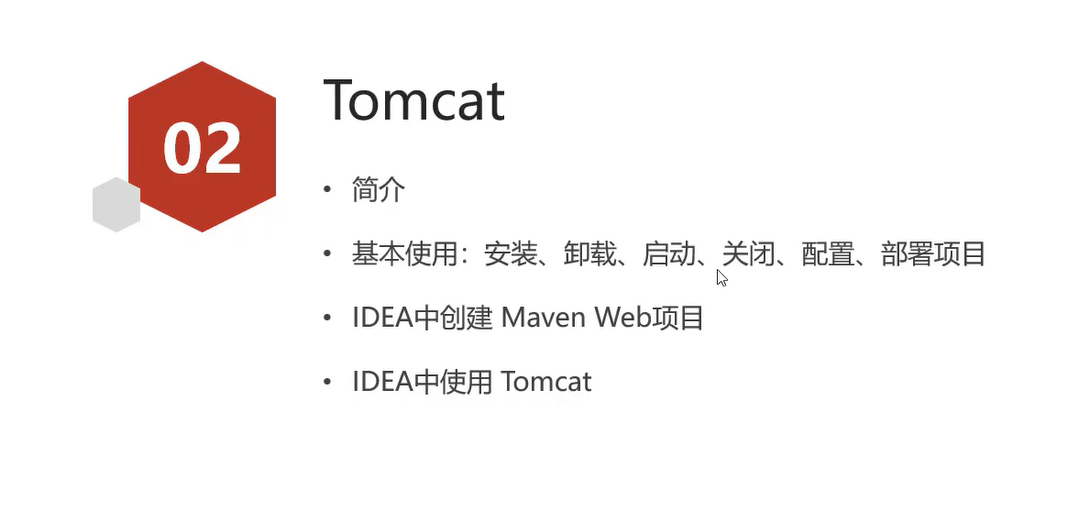 02
Tomcat
• 简介
• 基本使用：安装、卸载、启动、关闭、配置、部署项目
• IDEA中创建 Maven Web项目
• IDEA中使用 Tomcat